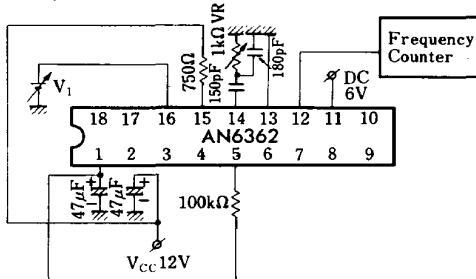 1kΩ VR
750Ω
150pF
180pF
Frequency
Counter
V1
DC
6V
18 17 16 15 14 13 12 11 10
AN6362
1 2 3 4 5 6 7 8 9
47μF
+
-
47μF
+
-
100kΩ
VCC 12V